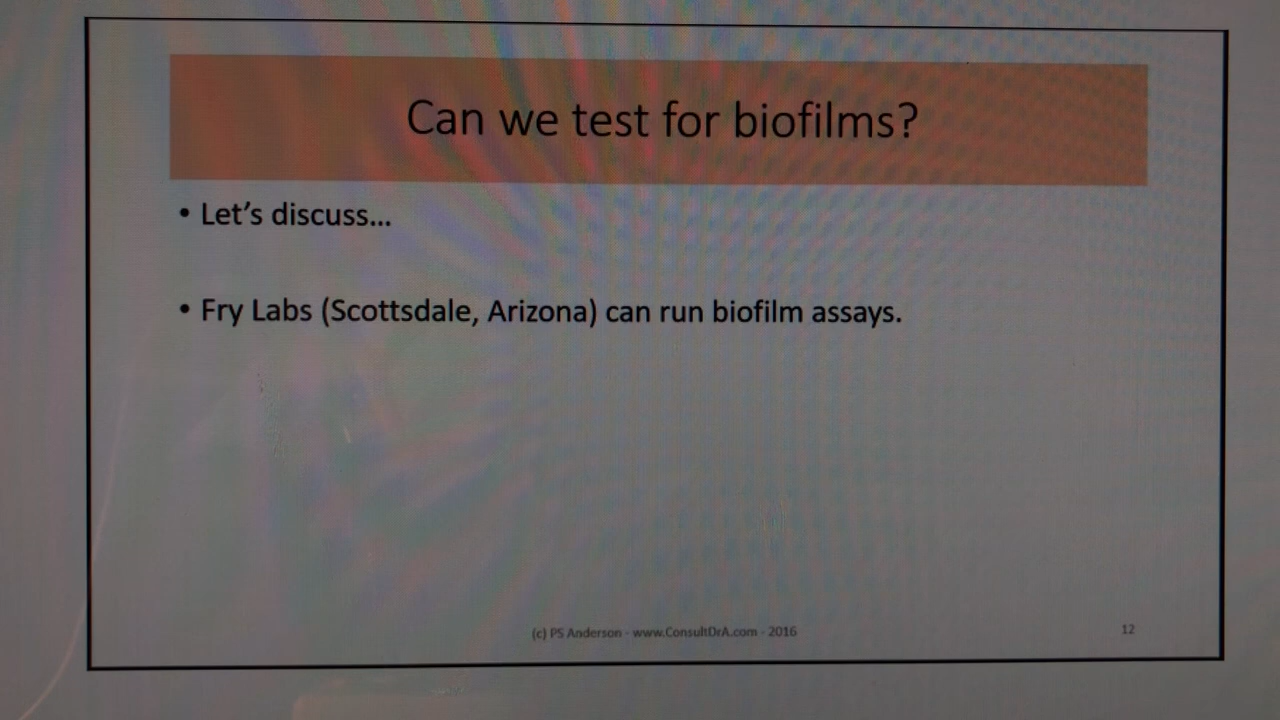 Can we test for biofilms?
• Let's discuss...
• Fry Labs (Scottsdale, Arizona) can run biofilm assays.
(c) PS Anderson - www.ConsultDrA.com - 2016
12